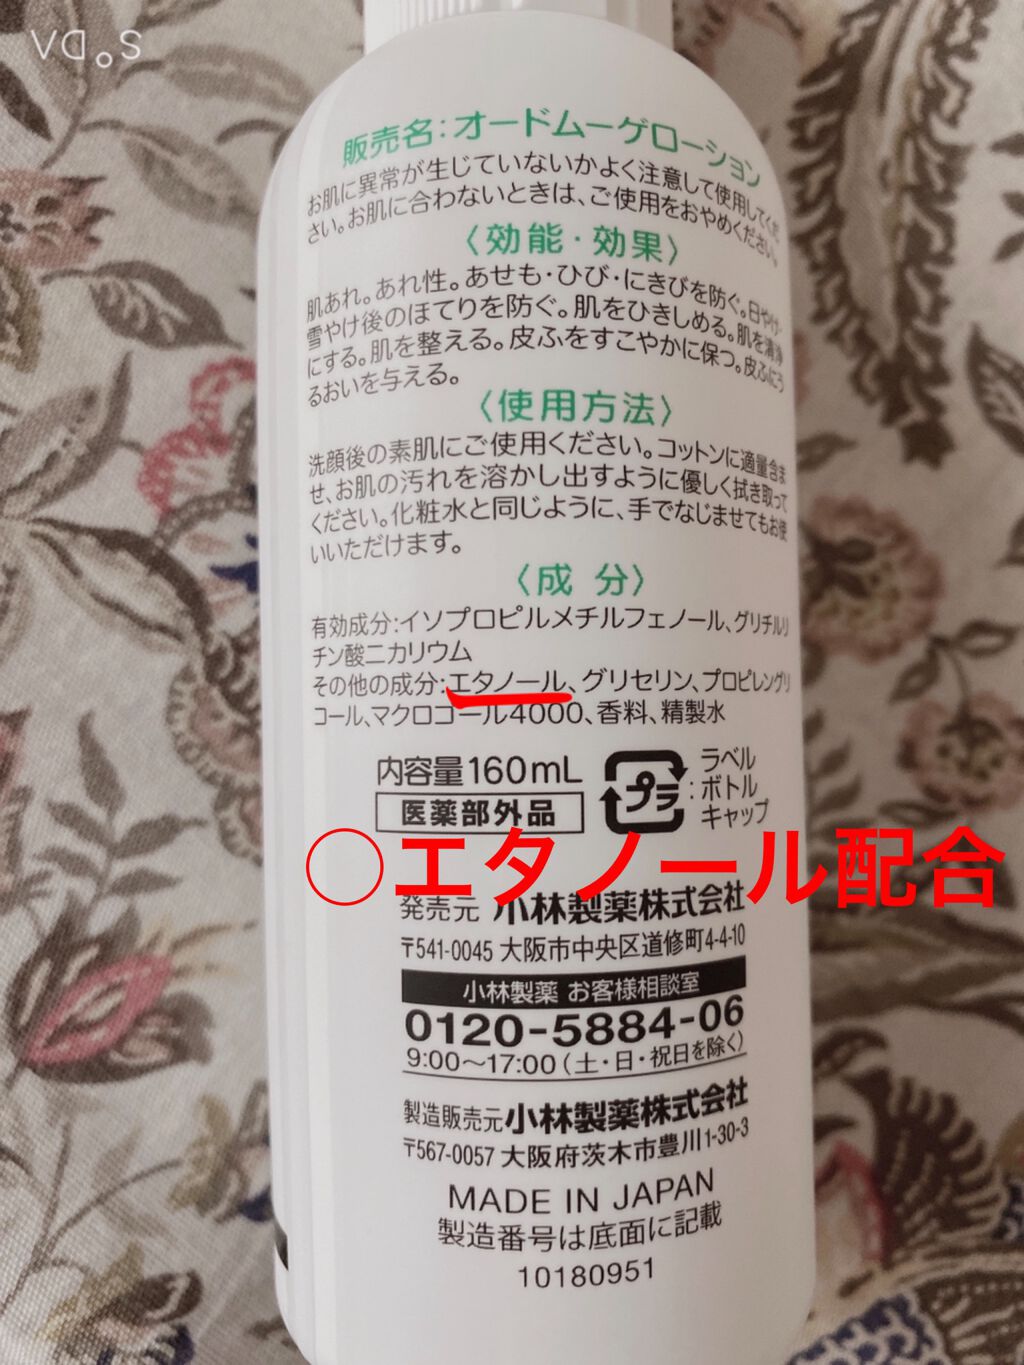 VD.S
販売名:オードムーゲローション
お肌に異常が生じていないかよく注意して使用してくだ
さい。お肌に合わないときは、ご使用をおやめください。
〈効能・効果〉
肌あれ。あれ性。あせも・ひび・にきびを防ぐ。日やけ・
雪やけ後のほてりを防ぐ。肌をひきしめる。肌を清浄
にする。肌を整える。皮ふをすこやかに保つ。皮ふにう
るおいを与える。
〈使用方法〉
洗顔後の素肌にご使用ください。コットンに適量含ま
せ、お肌の汚れを溶かし出すように優しく拭き取って
ください。化粧水と同じように、手でなじませてもお使
いいただけます。
〈成 分〉
有効成分:イソプロピルメチルフェノール、グリチルリ
チン酸二カリウム
その他の成分:エタノール、グリセリン、プロピレングリ
コール、マクロゴール4000、香料、精製水
内容量160mL
医薬部外品
プラ
:
ラベル
ボトル
キャップ
○エタノール配合
発売元 小林製薬株式会社
〒541-0045 大阪市中央区道修町4-4-10
小林製薬 お客様相談室
0120-5884-06
9:00〜17:00(土・日・祝日を除く)
製造販売元 小林製薬株式会社
〒567-0057 大阪府茨木市豊川1-30-3
MADE IN JAPAN
製造番号は底面に記載
10180951